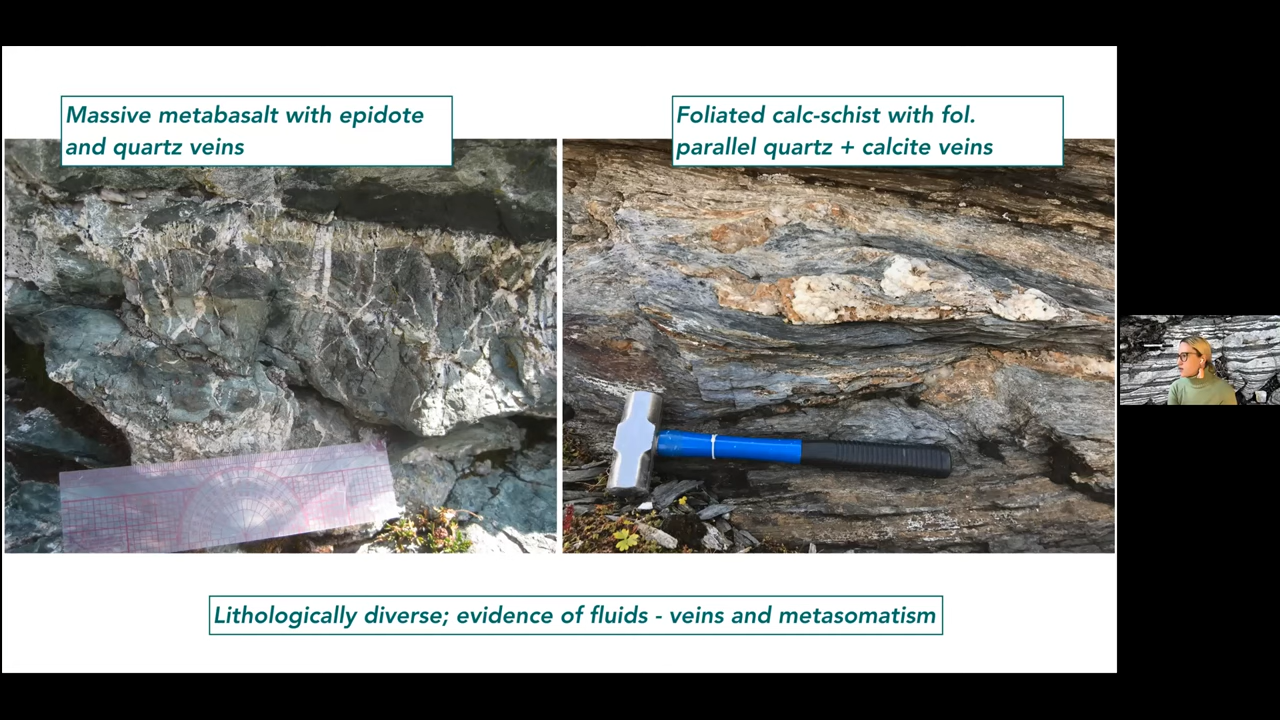 Massive metabasalt with epidote
and quartz veins
Foliated calc-schist with fol.
parallel quartz + calcite veins
Lithologically diverse; evidence of fluids - veins and metasomatism